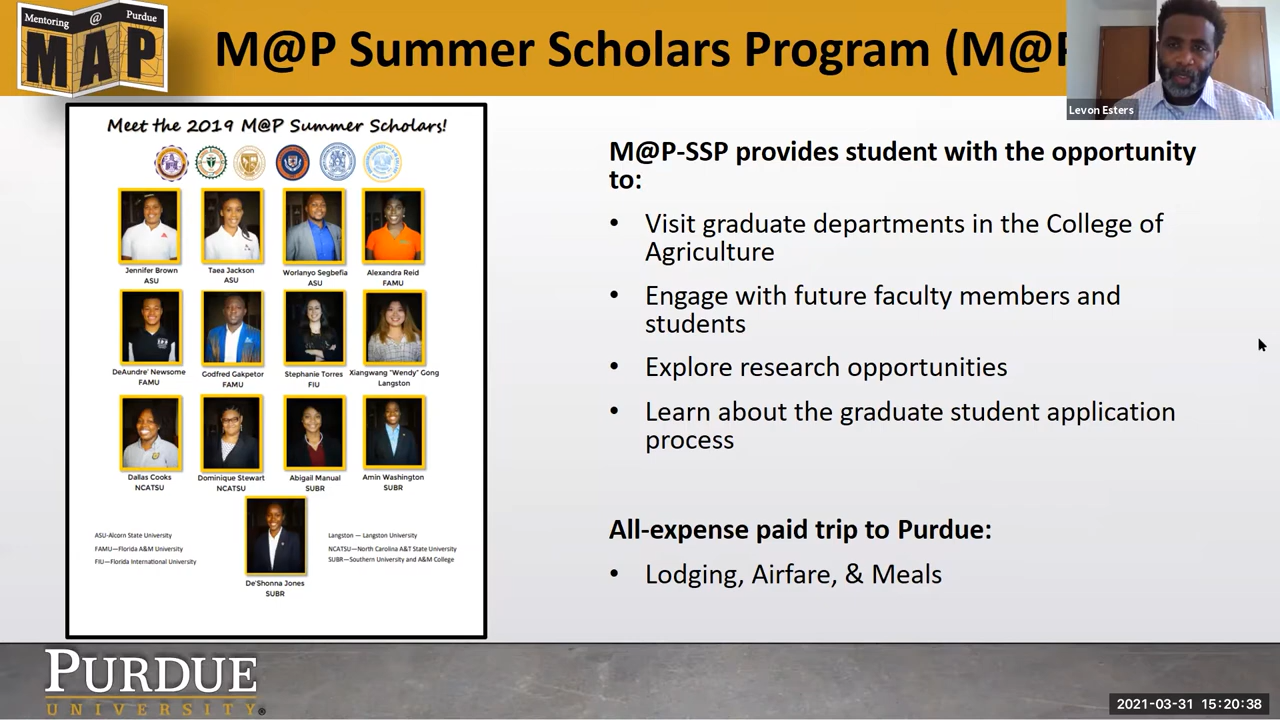 Mentoring @ Purdue
MAP
M@P Summer Scholars Program (M@P
Levon Esters
Meet the 2019 M@P Summer Scholars!
Jennifer Brown
ASU
Taea Jackson
ASU
Worlanyo Segbefia
ASU
Alexandra Reid
FAMU
DeAundre' Newsome
FAMU
Godfred Gakpetor
FAMU
Stephanie Torres
FIU
Xiangwang "Wendy" Gong
Langston
Dallas Cooks
NCATSU
Dominique Stewart
NCATSU
Abigail Manual
SUBR
Amin Washington
SUBR
De'Shonna Jones
SUBR
ASU-Alcorn State University
FAMU—Florida A&M University
FIU—Florida International University
Langston — Langston University
NCATSU—North Carolina A&T State University
SUBR—Southern University and A&M College
M@P-SSP provides student with the opportunity
to:
• Visit graduate departments in the College of
Agriculture
• Engage with future faculty members and
students
• Explore research opportunities
• Learn about the graduate student application
process
All-expense paid trip to Purdue:
• Lodging, Airfare, & Meals
PURDUE
UNIVERSITY®
2021-03-31 15:20:38